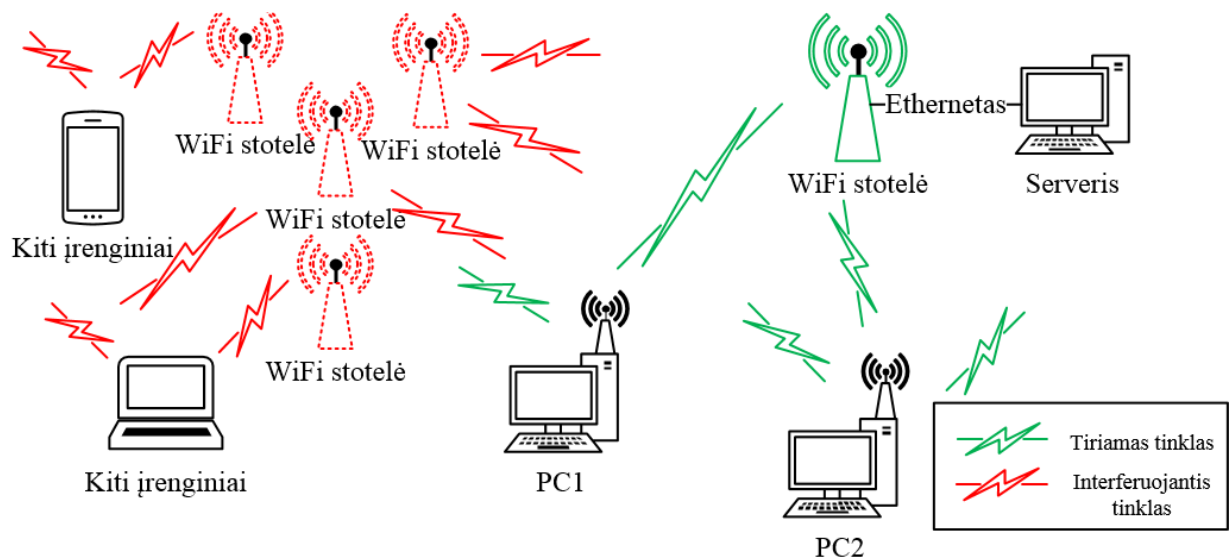 Ethernetas
WiFi stotelė
WiFi stotelė
WiFi stotelė
Serveris
WiFi stotelė
Kiti įrenginiai
WiFi stotelė
Kiti įrenginiai
PC1
PC2
Tiriamas tinklas
Interferuojantis
tinklas